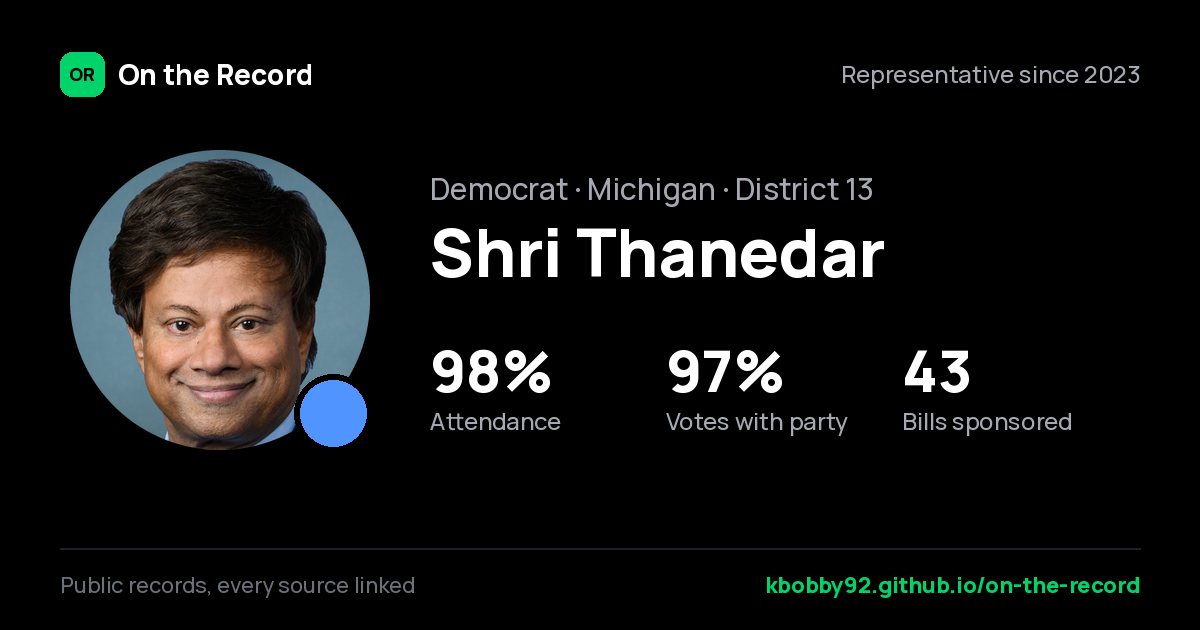 OR On the Record
Representative since 2023
Democrat · Michigan · District 13
Shri Thanedar
98% 97% 43
Attendance Votes with party Bills sponsored
Public records, every source linked
kbobby92.github.io/on-the-record